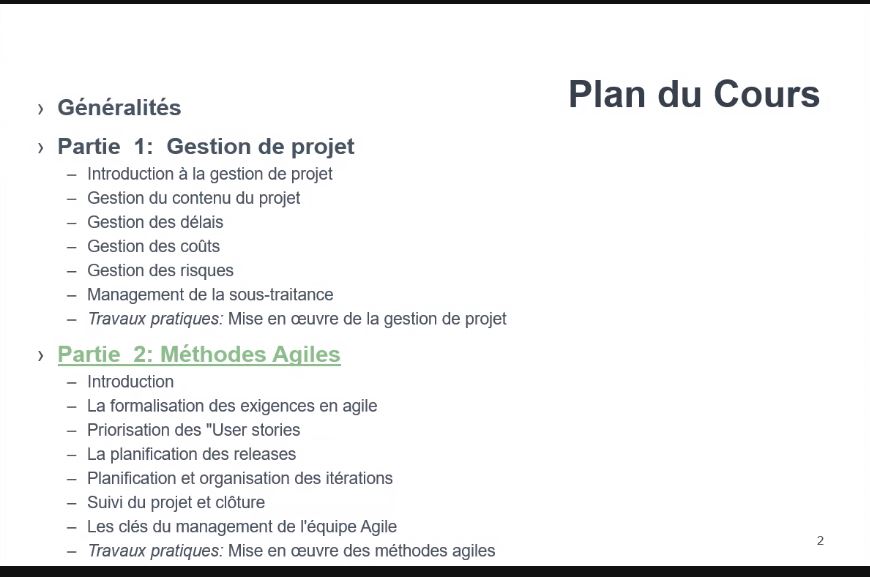 Plan du Cours
› Généralités
› Partie 1: Gestion de projet
– Introduction à la gestion de projet
– Gestion du contenu du projet
– Gestion des délais
– Gestion des coûts
– Gestion des risques
– Management de la sous-traitance
– Travaux pratiques: Mise en œuvre de la gestion de projet
› Partie 2: Méthodes Agiles
– Introduction
– La formalisation des exigences en agile
– Priorisation des "User stories
– La planification des releases
– Planification et organisation des itérations
– Suivi du projet et clôture
– Les clés du management de l'équipe Agile
– Travaux pratiques: Mise en œuvre des méthodes agiles
2